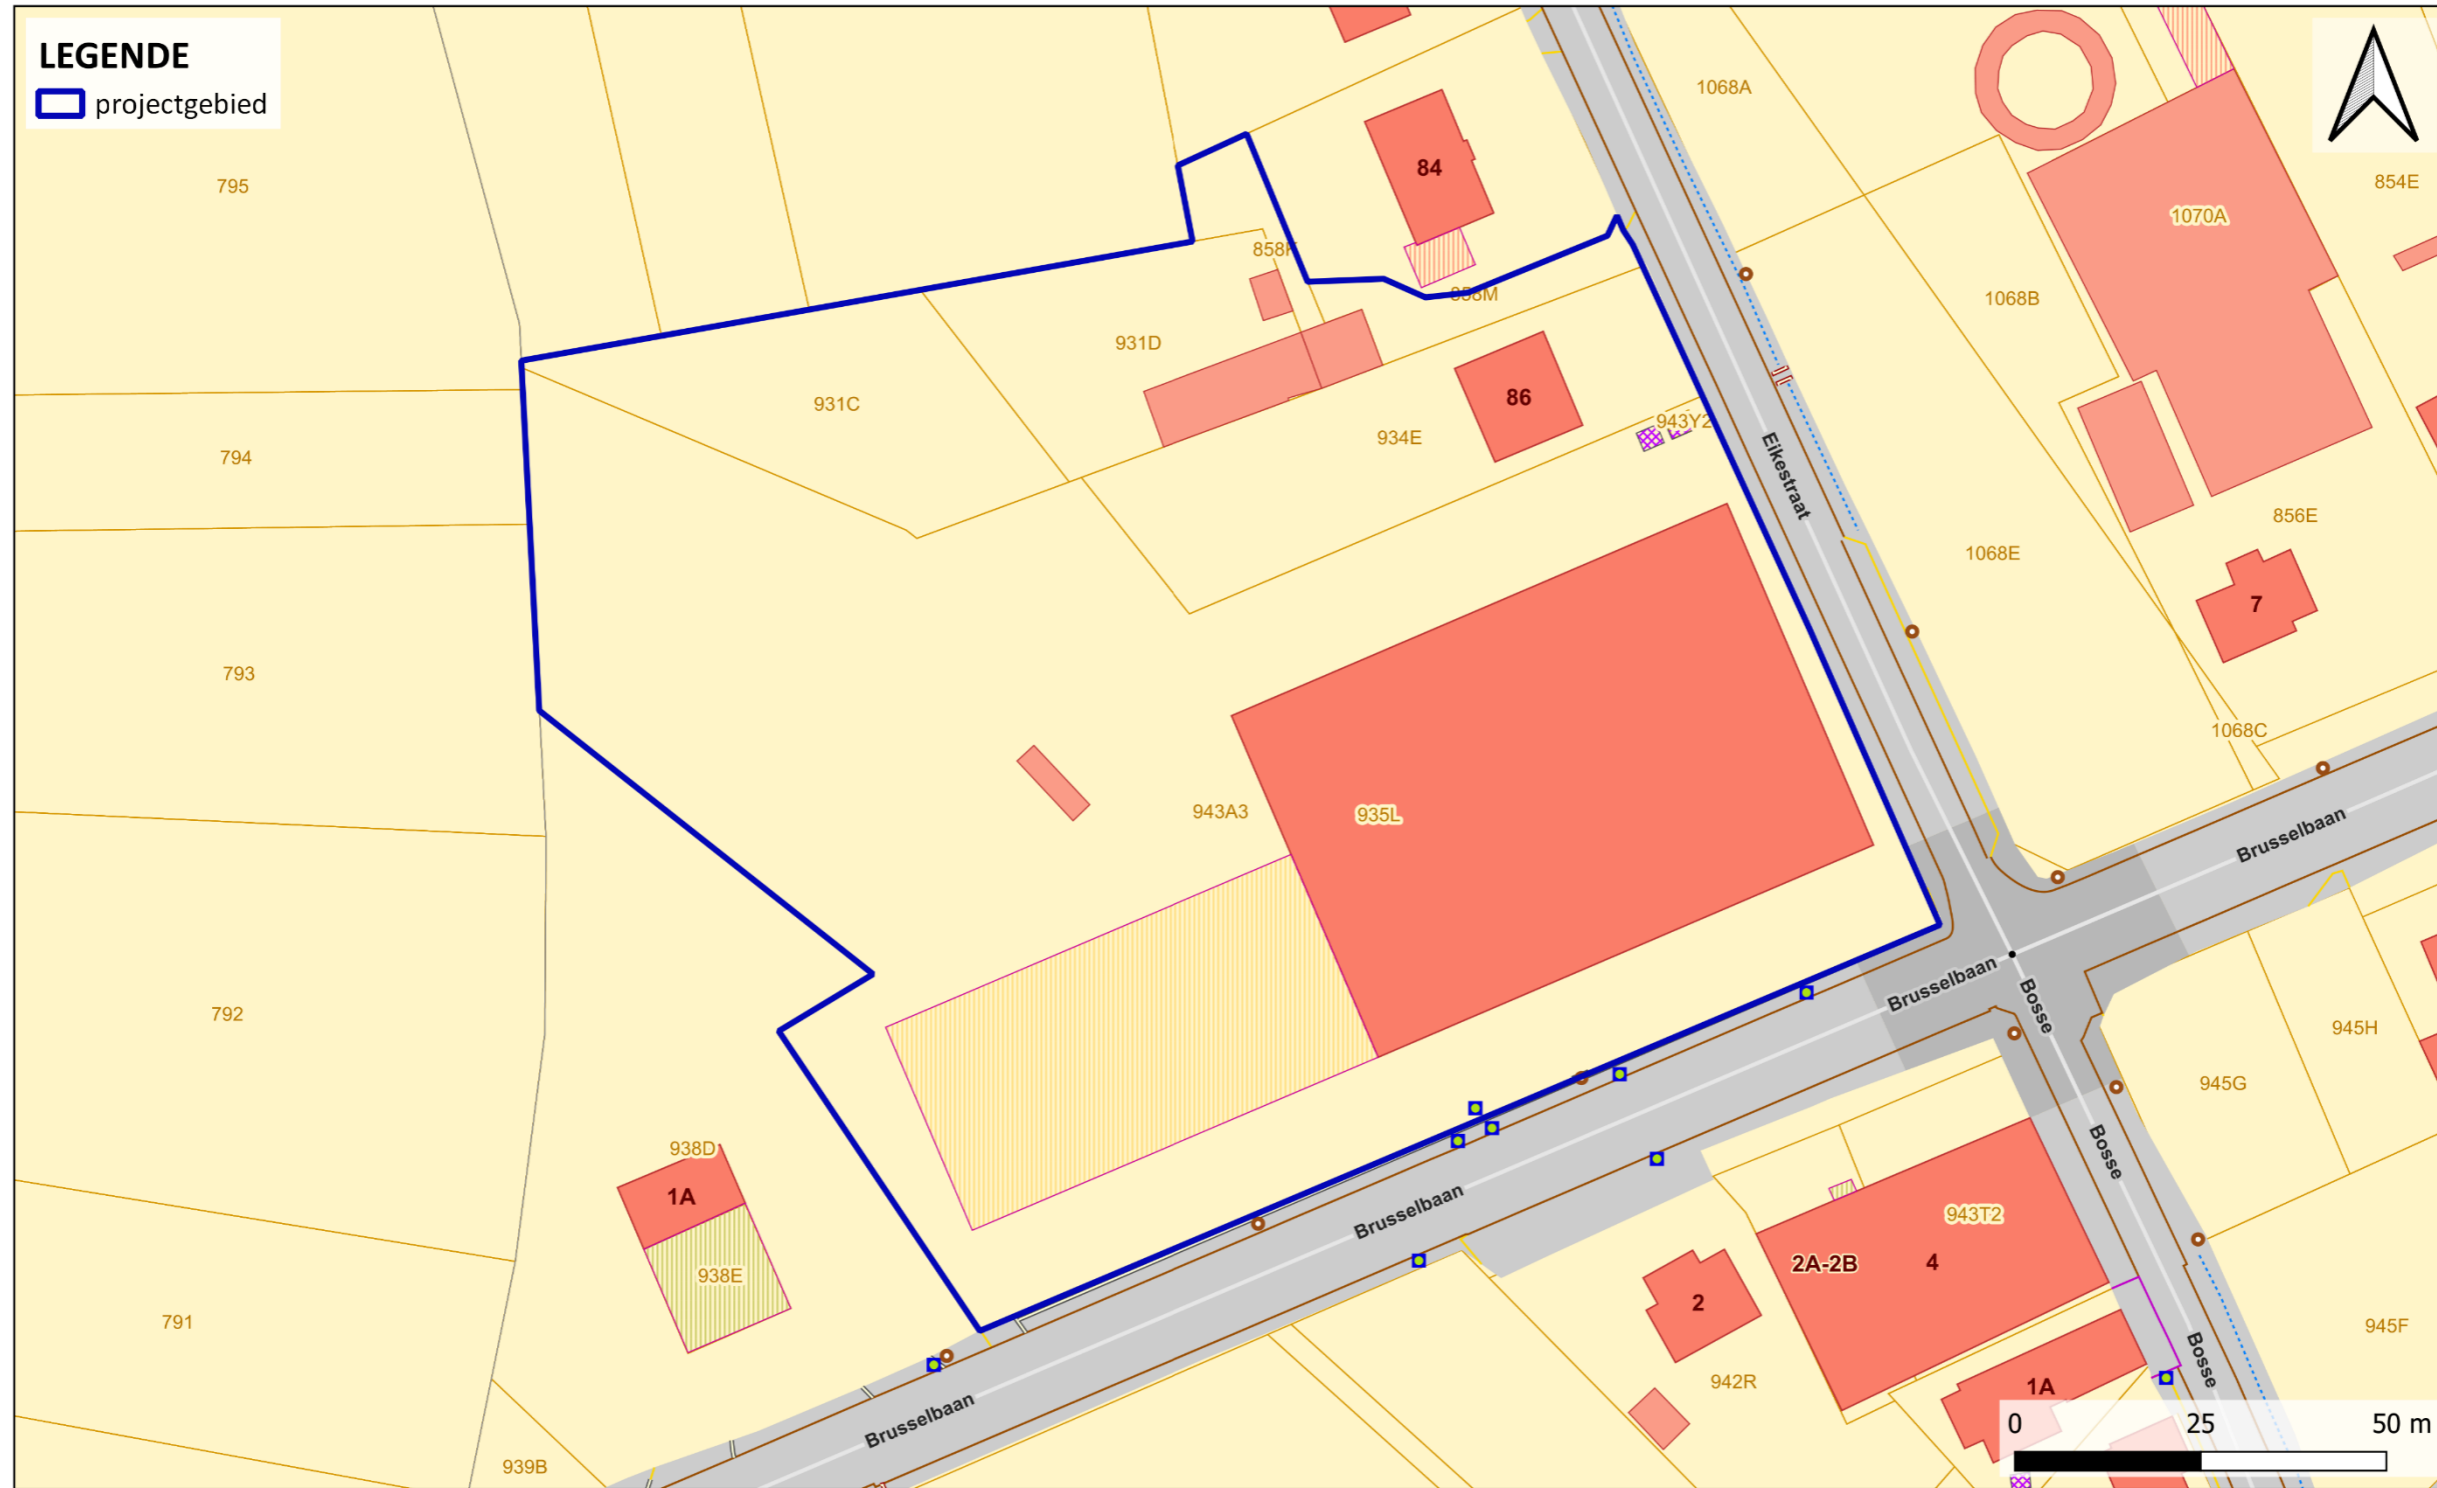 LEGENDE
projectgebied
1068A
84
854E
795
1070A
858F
858M
1068B
931D
86
931C
943Y2
934E
794
Eikestraat
856E
1068E
7
793
1068C
943A3
935L
Brusselbaan
Brusselbaan
Bosse
792
945H
945G
938D
Bosse
1A
Brusselbaan
943T2
2A-2B
4
938E
2
791
945F
Bosse
942R
1A
Brusselbaan
0 25 50 m
939B